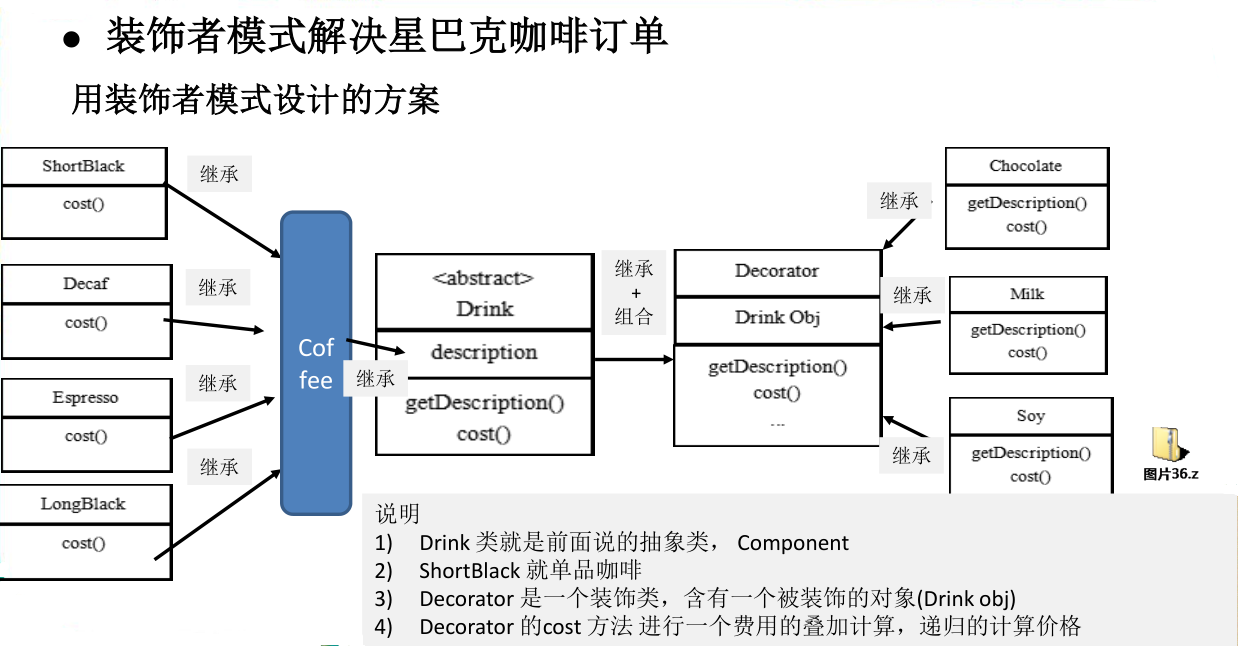 ● 装饰者模式解决星巴克咖啡订单
用装饰者模式设计的方案
ShortBlack
cost()
继承
Decaf
cost()
继承
Espresso
cost()
继承
LongBlack
cost()
继承
Cof
fee
继承
<abstract>
Drink
description
getDescription()
cost()
继承
+
组合
Decorator
Drink Obj
getDescription()
cost()
...
继承
Chocolate
getDescription()
cost()
继承
Milk
getDescription()
cost()
继承
Soy
getDescription()
cost()
图片36.z
说明
1) Drink 类就是前面说的抽象类， Component
2) ShortBlack 就单品咖啡
3) Decorator 是一个装饰类，含有一个被装饰的对象(Drink obj)
4) Decorator 的cost 方法 进行一个费用的叠加计算，递归的计算价格